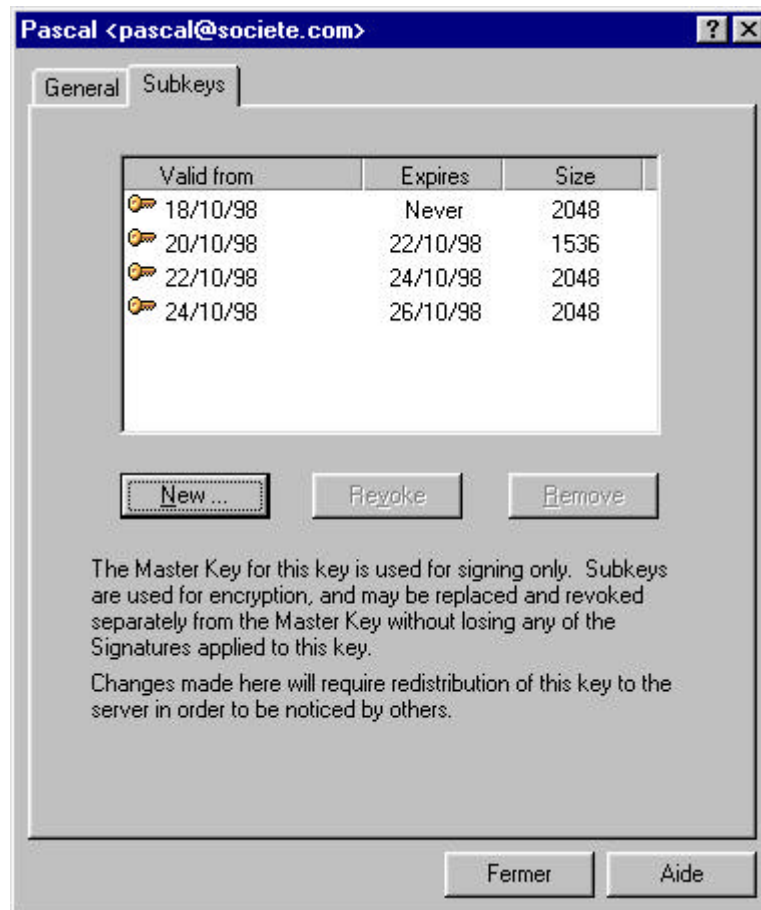 Pascal <pascal@societe.com>
General Subkeys
Valid from Expires Size
18/10/98 Never 2048
20/10/98 22/10/98 1536
22/10/98 24/10/98 2048
24/10/98 26/10/98 2048
New ... Revoke Remove
The Master Key for this key is used for signing only. Subkeys
are used for encryption, and may be replaced and revoked
separately from the Master Key without losing any of the
Signatures applied to this key.
Changes made here will require redistribution of this key to the
server in order to be noticed by others.
Fermer Aide